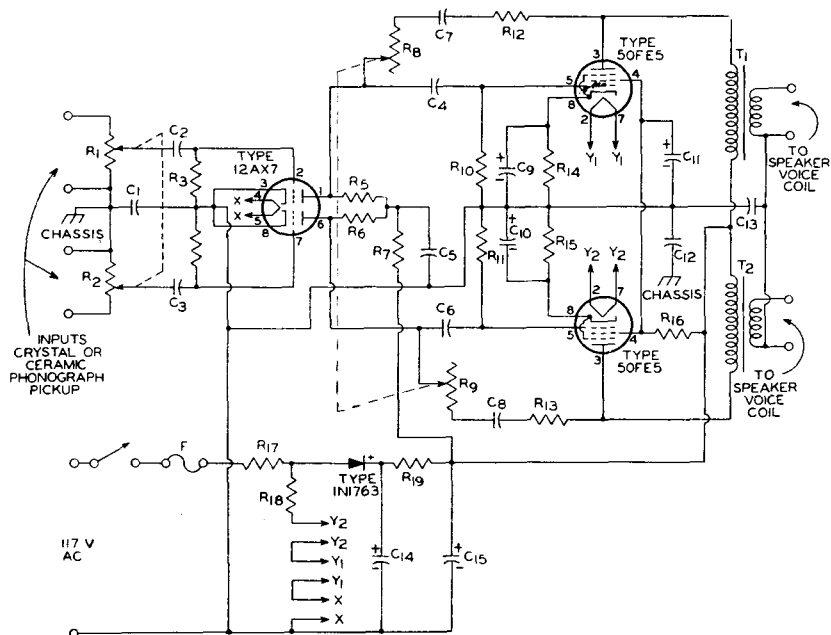 C7
R12
TYPE
50FE5
R8
3
4
5
8
2
7
T1
C4
C2
R1
TYPE
12AX7
R3
C1
2
3
4
X
X
5
8
1
6
7
R5
R6
R10
C9
R14
Y1
Y1
C11
TO
SPEAKER
VOICE
COIL
CHASSIS
R2
C3
R7
C5
R11
C10
R15
Y2
Y2
C12
CHASSIS
C13
T2
C6
2
7
8
5
4
3
R16
TYPE
50FE5
INPUTS
CRYSTAL OR
CERAMIC
PHONOGRAPH
PICKUP
R9
C8
R13
TO
SPEAKER
VOICE
COIL
F
R17
R18
TYPE
1N1763
+
R19
117 V
AC
Y2
Y2
Y1
Y1
X
X
+
C14
-
+
C15
-